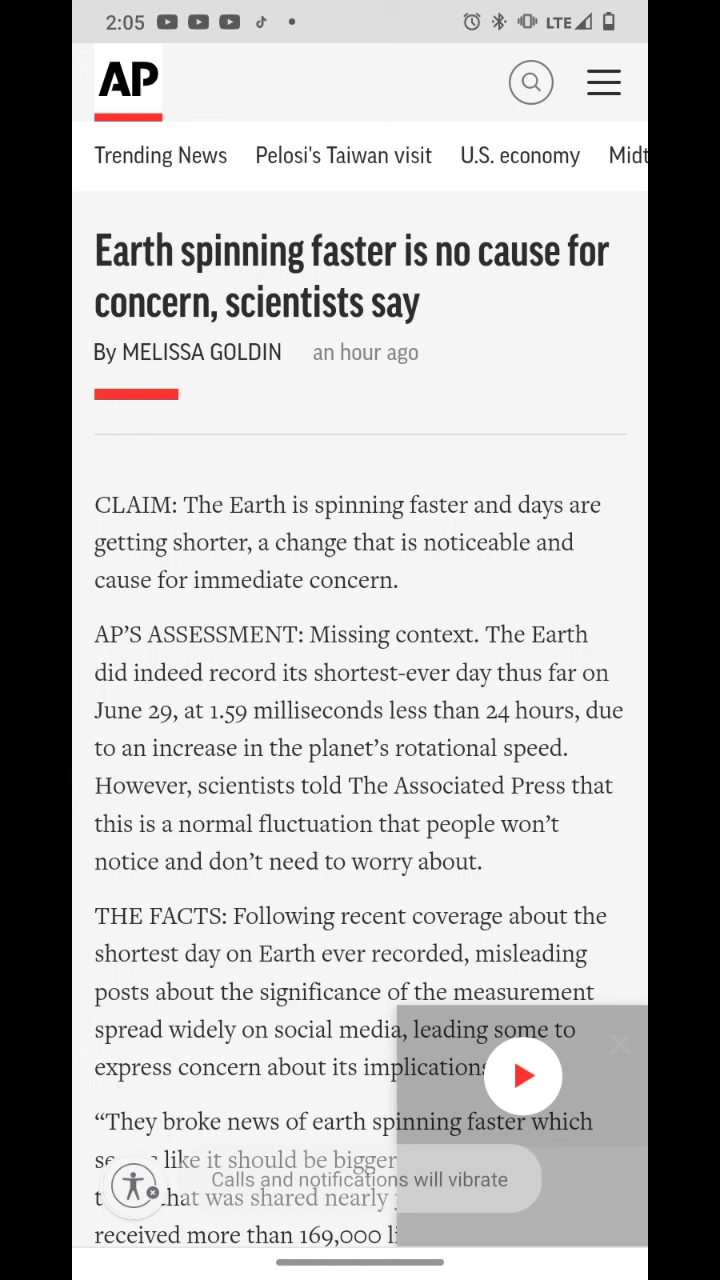 2:05 LTE
AP
Trending News Pelosi's Taiwan visit U.S. economy Midt
Earth spinning faster is no cause for
concern, scientists say
By MELISSA GOLDIN an hour ago
CLAIM: The Earth is spinning faster and days are
getting shorter, a change that is noticeable and
cause for immediate concern.
AP’S ASSESSMENT: Missing context. The Earth
did indeed record its shortest-ever day thus far on
June 29, at 1.59 milliseconds less than 24 hours, due
to an increase in the planet’s rotational speed.
However, scientists told The Associated Press that
this is a normal fluctuation that people won’t
notice and don’t need to worry about.
THE FACTS: Following recent coverage about the
shortest day on Earth ever recorded, misleading
posts about the significance of the measurement
spread widely on social media, leading some to
express concern about its implications
“They broke news of earth spinning faster which
like it should be bigger
Calls and notifications will vibrate
that was shared nearly
received more than 169,000 li